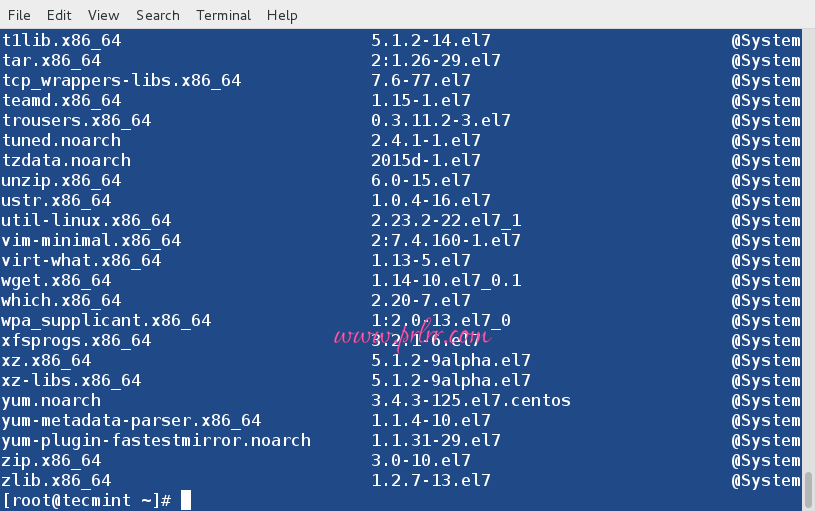 File Edit View Search Terminal Help
t1lib.x86_64 5.1.2-14.el7 @System
tar.x86_64 2:1.26-29.el7 @System
tcp_wrappers-libs.x86_64 7.6-77.el7 @System
teamd.x86_64 1.15-1.el7 @System
trousers.x86_64 0.3.11.2-3.el7 @System
tuned.noarch 2.4.1-1.el7 @System
tzdata.noarch 2015d-1.el7 @System
unzip.x86_64 6.0-15.el7 @System
ustr.x86_64 1.0.4-16.el7 @System
util-linux.x86_64 2.23.2-22.el7_1 @System
vim-minimal.x86_64 2:7.4.160-1.el7 @System
virt-what.x86_64 1.13-5.el7 @System
wget.x86_64 1.14-10.el7_0.1 @System
which.x86_64 2.20-7.el7 @System
wpa_supplicant.x86_64 1:2.0-13.el7_0 @System
xfsprogs.x86_64 3.2.1-6.el7 @System
xz.x86_64 5.1.2-9alpha.el7 @System
xz-libs.x86_64 5.1.2-9alpha.el7 @System
yum.noarch 3.4.3-125.el7.centos @System
yum-metadata-parser.x86_64 1.1.4-10.el7 @System
yum-plugin-fastestmirror.noarch 1.1.31-29.el7 @System
zip.x86_64 3.0-10.el7 @System
zlib.x86_64 1.2.7-13.el7 @System
[root@tecmint ~]#